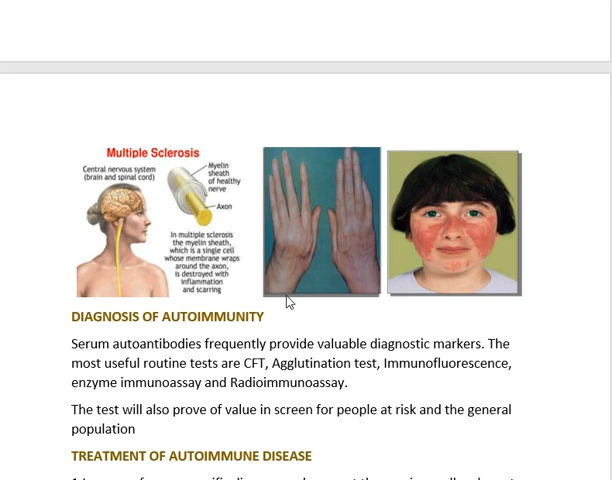 Multiple Sclerosis
Central nervous system
(brain and spinal cord)
Myelin
sheath
of healthy
nerve
Axon
In multiple sclerosis
the myelin sheath,
which is a single cell
whose membrane wraps
around the axon,
is destroyed with
inflammation
and scarring
DIAGNOSIS OF AUTOIMMUNITY
Serum autoantibodies frequently provide valuable diagnostic markers. The
most useful routine tests are CFT, Agglutination test, Immunofluorescence,
enzyme immunoassay and Radioimmunoassay.
The test will also prove of value in screen for people at risk and the general
population
TREATMENT OF AUTOIMMUNE DISEASE